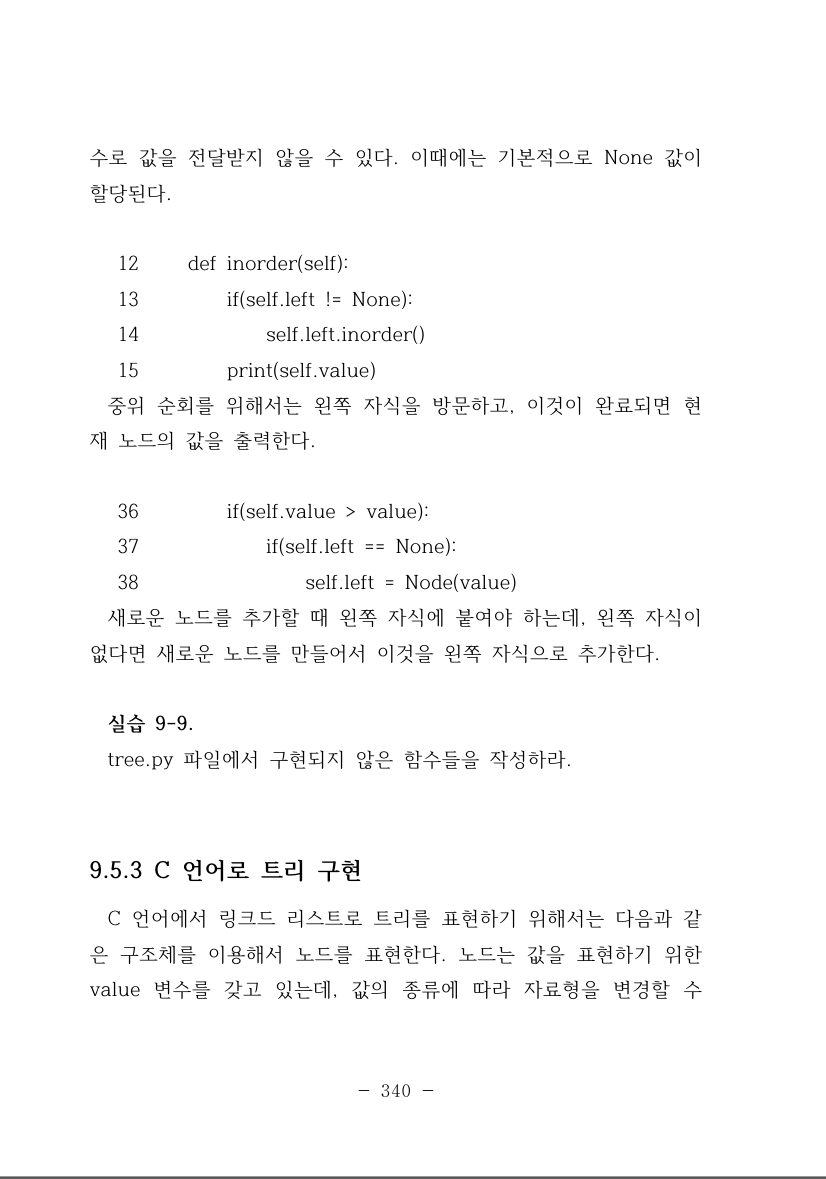 수로 값을 전달받지 않을 수 있다. 이때에는 기본적으로 None 값이
할당된다.
12 def inorder(self):
13 if(self.left != None):
14 self.left.inorder()
15 print(self.value)
중위 순회를 위해서는 왼쪽 자식을 방문하고, 이것이 완료되면 현
재 노드의 값을 출력한다.
36 if(self.value > value):
37 if(self.left == None):
38 self.left = Node(value)
새로운 노드를 추가할 때 왼쪽 자식에 붙여야 하는데, 왼쪽 자식이
없다면 새로운 노드를 만들어서 이것을 왼쪽 자식으로 추가한다.
실습 9-9.
tree.py 파일에서 구현되지 않은 함수들을 작성하라.
9.5.3 C 언어로 트리 구현
C 언어에서 링크드 리스트로 트리를 표현하기 위해서는 다음과 같
은 구조체를 이용해서 노드를 표현한다. 노드는 값을 표현하기 위한
value 변수를 갖고 있는데, 값의 종류에 따라 자료형을 변경할 수
- 340 -